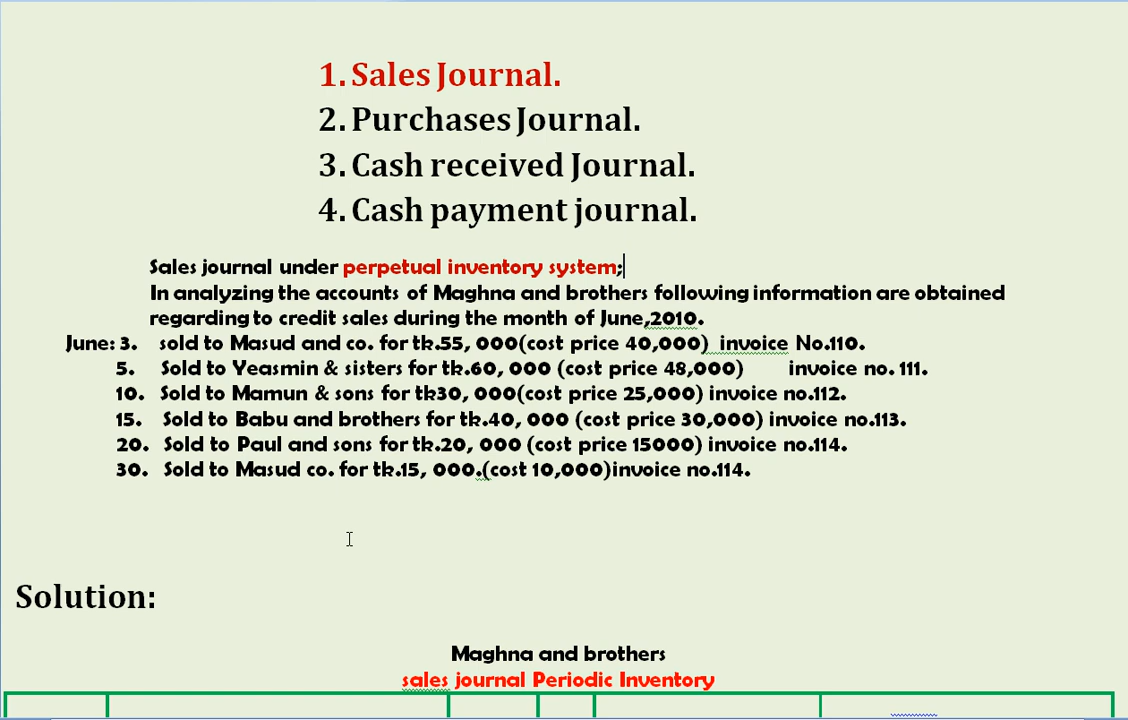 1. Sales Journal.
2. Purchases Journal.
3. Cash received Journal.
4. Cash payment journal.
Sales journal under perpetual inventory system;
In analyzing the accounts of Maghna and brothers following information are obtained
regarding to credit sales during the month of June,2010.
June: 3. sold to Masud and co. for tk.55, 000(cost price 40,000) invoice No.110.
5. Sold to Yeasmin & sisters for tk.60, 000 (cost price 48,000) invoice no. 111.
10. Sold to Mamun & sons for tk30, 000(cost price 25,000) invoice no.112.
15. Sold to Babu and brothers for tk.40, 000 (cost price 30,000) invoice no.113.
20. Sold to Paul and sons for tk.20, 000 (cost price 15000) invoice no.114.
30. Sold to Masud co. for tk.15, 000.(cost 10,000)invoice no.114.
Solution:
Maghna and brothers
sales journal Periodic Inventory